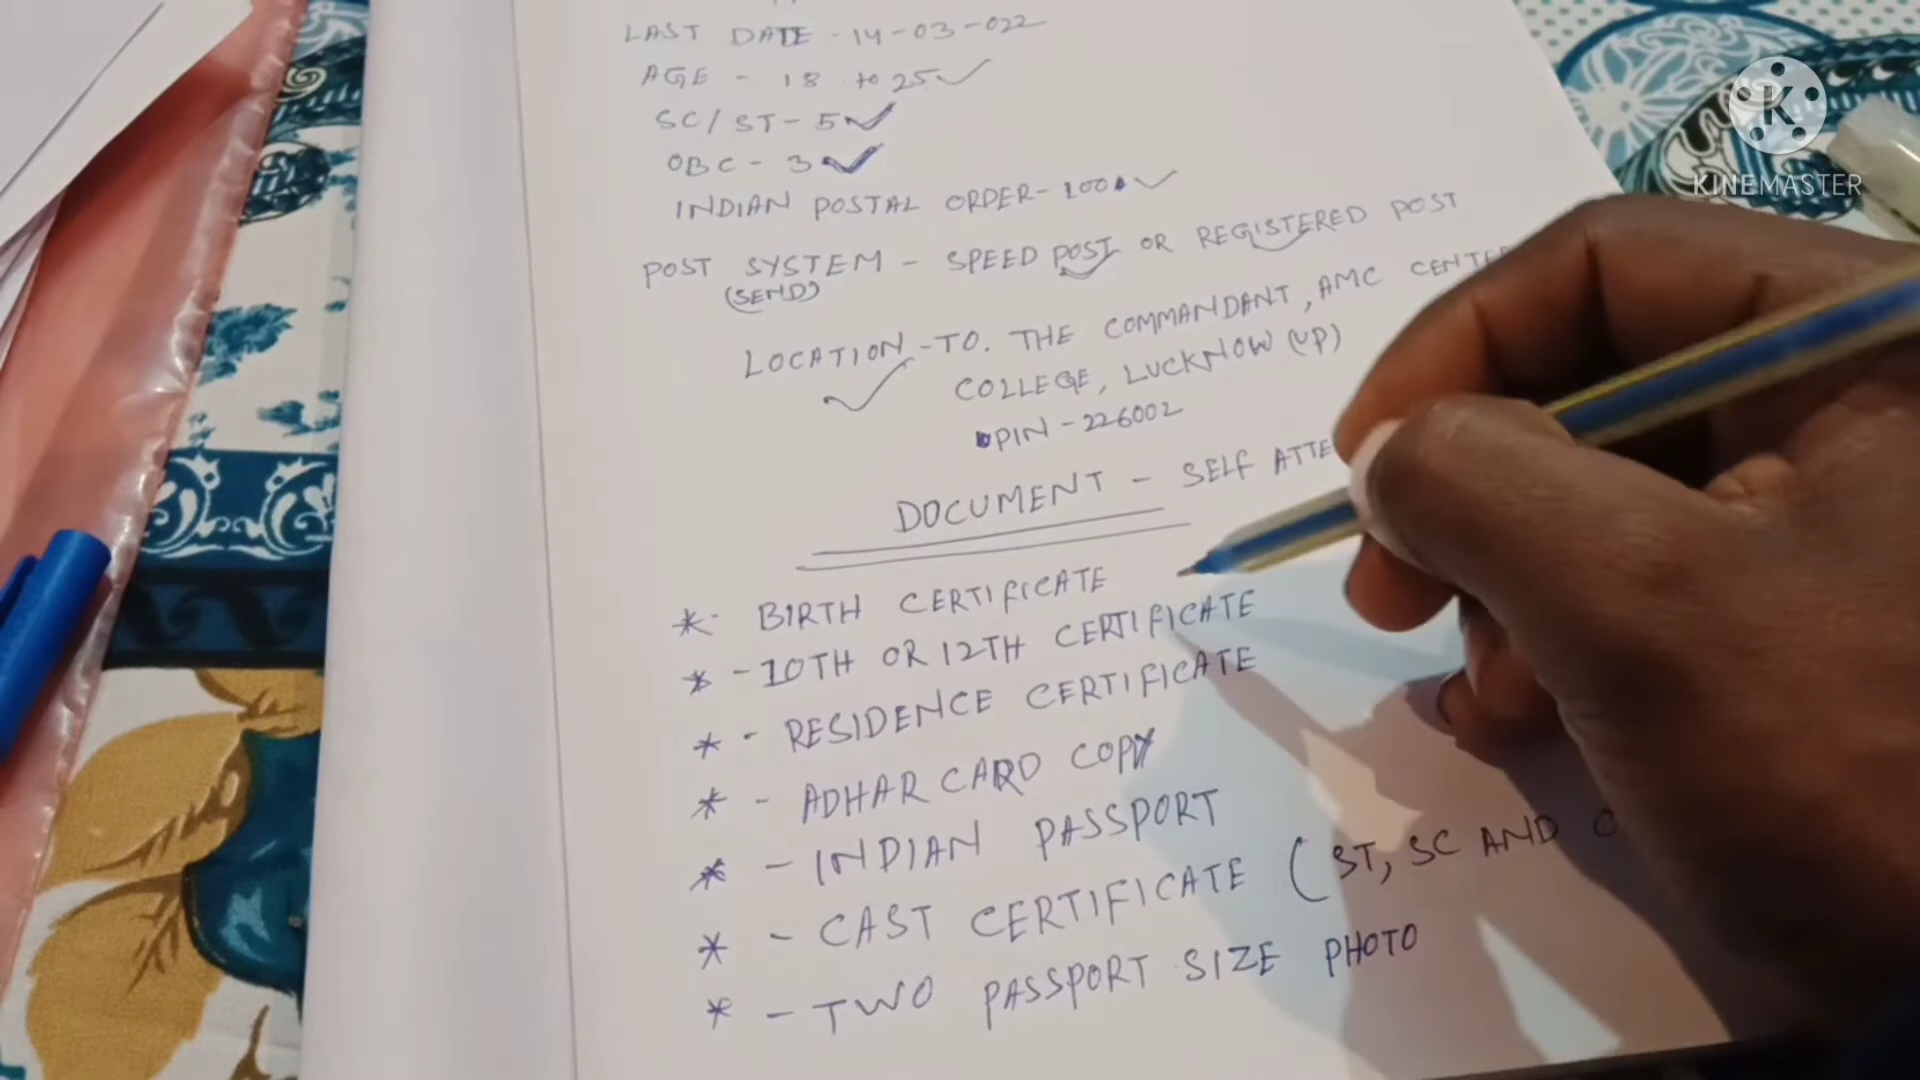 LAST DATE - 14-03-022
AGE - 18 to 25
SC/ST - 5
OBC - 3
INDIAN POSTAL ORDER - 100
POST SYSTEM - SPEED POST OR REGISTERED POST
(SEND)
LOCATION - TO. THE COMMANDANT, AMC CENTER
COLLEGE, LUCKNOW (UP)
PIN - 226002
DOCUMENT - SELF
* - BIRTH CERTIFICATE
* - 10TH OR 12TH CERTIFICATE
* - RESIDENCE CERTIFICATE
* - ADHAR CARD COPY
* - INDIAN PASSPORT
* - CAST CERTIFICATE (ST, SC AND
* - TWO PASSPORT SIZE PHOTO
K
KINEMASTER